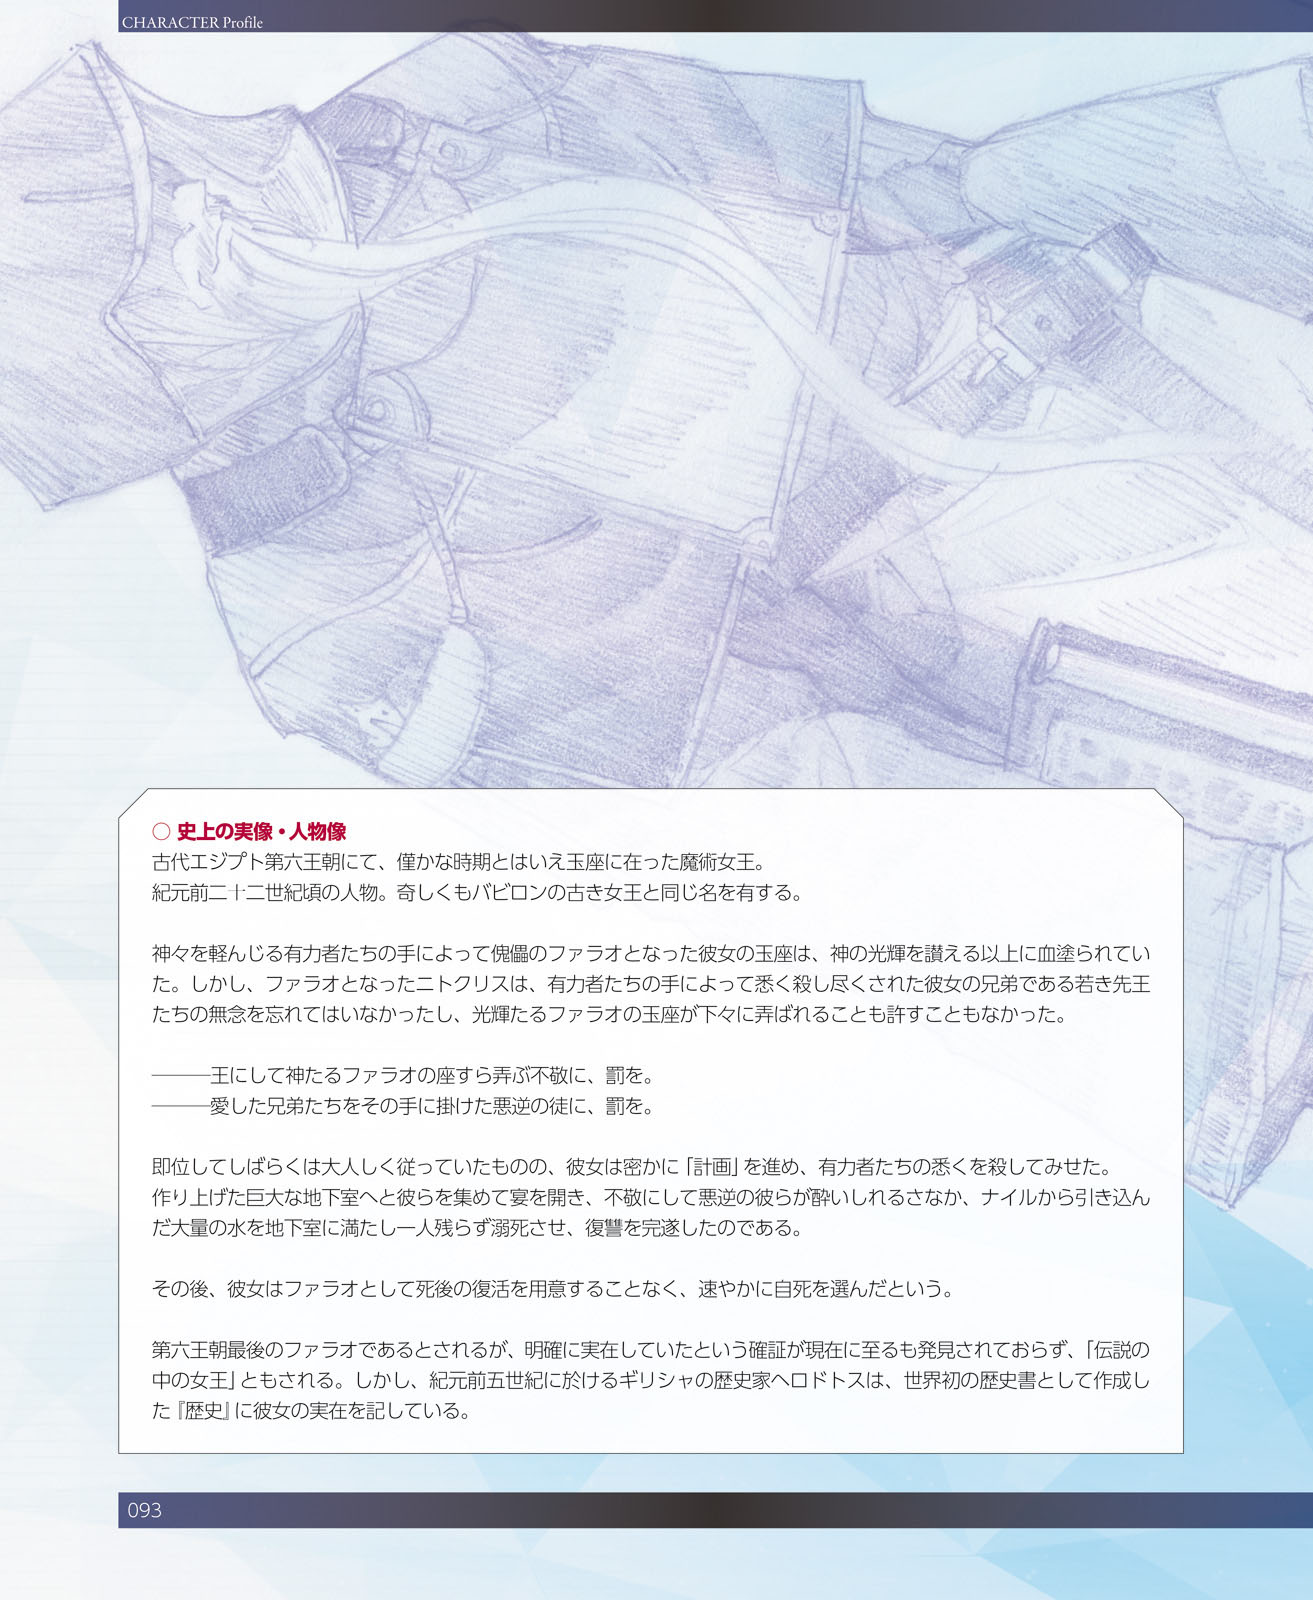 CHARACTER Profile
○ 史上の実像・人物像
古代エジプト第六王朝にて、僅かな時期とはいえ玉座に在った魔術女王。
紀元前二十二世紀頃の人物。奇しくもバビロンの古き女王と同じ名を有する。
神々を軽んじる有力者たちの手によって傀儡のファラオとなった彼女の玉座は、神の光輝を讃える以上に血塗られてい
た。しかし、ファラオとなったニトクリスは、有力者たちの手によって悉く殺し尽くされた彼女の兄弟である若き先王
たちの無念を忘れてはいなかったし、光輝たるファラオの玉座が下々に弄ばれることも許すこともなかった。
―――王にして神たるファラオの座すら弄ぶ不敬に、罰を。
―――愛した兄弟たちをその手に掛けた悪逆の徒に、罰を。
即位してしばらくは大人しく従っていたものの、彼女は密かに「計画」を進め、有力者たちの悉くを殺してみせた。
作り上げた巨大な地下室へと彼らを集めて宴を開き、不敬にして悪逆の彼らが酔いしれるさなか、ナイルから引き込ん
だ大量の水を地下室に満たし一人残らず溺死させ、復讐を完遂したのである。
その後、彼女はファラオとして死後の復活を用意することなく、速やかに自死を選んだという。
第六王朝最後のファラオであるとされるが、明確に実在していたという確証が現在に至るも発見されておらず、「伝説の
中の女王」ともされる。しかし、紀元前五世紀に於けるギリシャの歴史家ヘロドトスは、世界初の歴史書として作成し
た『歴史』に彼女の実在を記している。
093